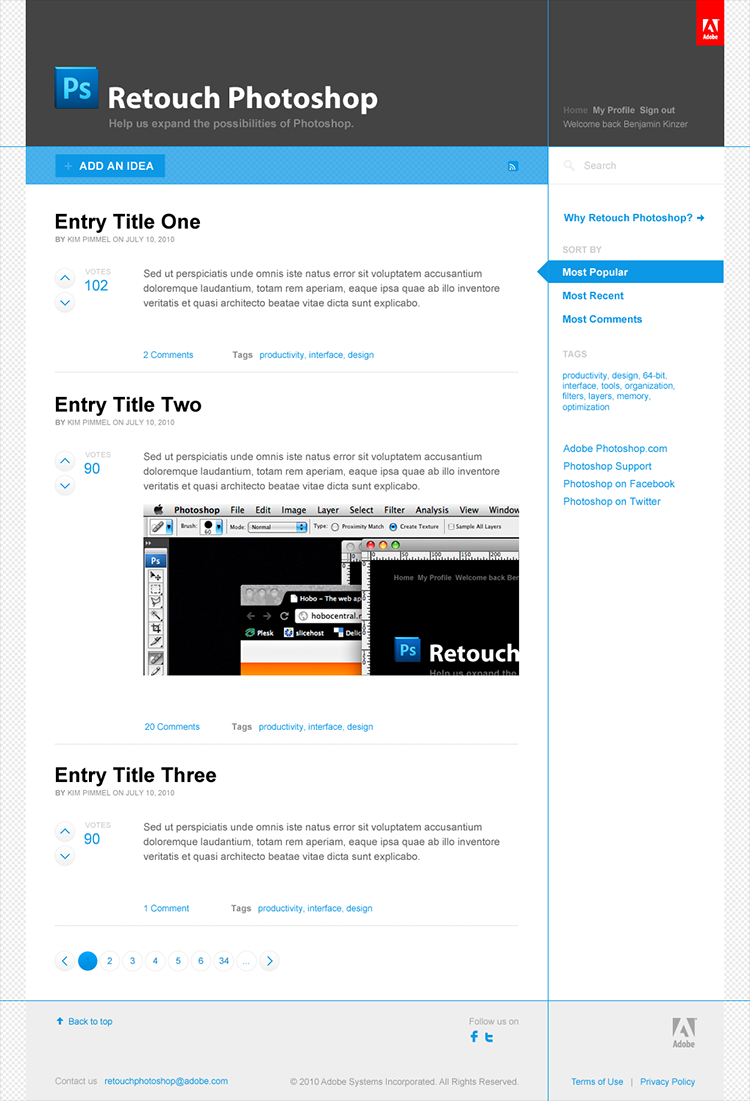 Adobe
Ps
Retouch Photoshop
Help us expand the possibilities of Photoshop.
Home My Profile Sign out
Welcome back Benjamin Kinzer
+ ADD AN IDEA
Search
Entry Title One
BY KIM PIMMEL ON JULY 10, 2010
VOTES
102
Sed ut perspiciatis unde omnis iste natus error sit voluptatem accusantium
doloremque laudantium, totam rem aperiam, eaque ipsa quae ab illo inventore
veritatis et quasi architecto beatae vitae dicta sunt explicabo.
2 Comments Tags productivity, interface, design
Entry Title Two
BY KIM PIMMEL ON JULY 10, 2010
VOTES
90
Sed ut perspiciatis unde omnis iste natus error sit voluptatem accusantium
doloremque laudantium, totam rem aperiam, eaque ipsa quae ab illo inventore
veritatis et quasi architecto beatae vitae dicta sunt explicabo.
Photoshop File Edit Image Layer Select Filter Analysis View Window
Brush: 60 Mode: Normal Type: Proximity Match Create Texture Sample All Layers
Ps
0 50 100 150 200
Home My Profile Welcome back Ben
Hobo – The web ap
hobocentral.n
Plesk slicehost Delic
Ps
Retouch
Help us expand the
20 Comments Tags productivity, interface, design
Entry Title Three
BY KIM PIMMEL ON JULY 10, 2010
VOTES
90
Sed ut perspiciatis unde omnis iste natus error sit voluptatem accusantium
doloremque laudantium, totam rem aperiam, eaque ipsa quae ab illo inventore
veritatis et quasi architecto beatae vitae dicta sunt explicabo.
1 Comment Tags productivity, interface, design
1 2 3 4 5 6 34 ...
Why Retouch Photoshop?
SORT BY
Most Popular
Most Recent
Most Comments
TAGS
productivity, design, 64-bit,
interface, tools, organization,
filters, layers, memory,
optimization
Adobe Photoshop.com
Photoshop Support
Photoshop on Facebook
Photoshop on Twitter
Back to top
Follow us on
Adobe
Contact us retouchphotoshop@adobe.com
© 2010 Adobe Systems Incorporated. All Rights Reserved.
Terms of Use | Privacy Policy